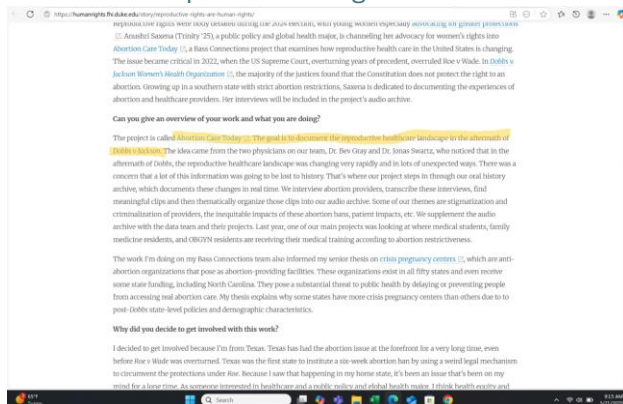 https://humanrights.fhi.duke.edu/story/reproductive-rights-are-human-rights/
Reproductive rights were hotly debated during the 2024 election, with young women especially advocating for greater protections
. Anushri Saxena (Trinity '25), a public policy and global health major, is channeling her advocacy for women's rights into
Abortion Care Today, a Bass Connections project that examines how reproductive health care in the United States is changing.
The issue became critical in 2022, when the US Supreme Court, overturning years of precedent, overruled Roe v Wade. In Dobbs v
Jackson Women's Health Organization, the majority of the justices found that the Constitution does not protect the right to an
abortion. Growing up in a southern state with strict abortion restrictions, Saxena is dedicated to documenting the experiences of
abortion and healthcare providers. Her interviews will be included in the project's audio archive.
Can you give an overview of your work and what you are doing?
The project is called Abortion Care Today. The goal is to document the reproductive healthcare landscape in the aftermath of
Dobbs v Jackson. The idea came from the two physicians on our team, Dr. Bev Gray and Dr. Jonas Swartz, who noticed that in the
aftermath of Dobbs, the reproductive healthcare landscape was changing very rapidly and in lots of unexpected ways. There was a
concern that a lot of this information was going to be lost to history. That's where our project steps in through our oral history
archive, which documents these changes in real time. We interview abortion providers, transcribe these interviews, find
meaningful clips and then thematically organize those clips into our audio archive. Some of our themes are stigmatization and
criminalization of providers, the inequitable impacts of these abortion bans, patient impacts, etc. We supplement the audio
archive with the data team and their projects. Last year, one of our main projects was looking at where medical students, family
medicine residents, and OBGYN residents are receiving their medical training according to abortion restrictiveness.
The work I'm doing on my Bass Connections team also informed my senior thesis on crisis pregnancy centers, which are anti-
abortion organizations that pose as abortion-providing facilities. These organizations exist in all fifty states and even receive
some state funding, including North Carolina. They pose a substantial threat to public health by delaying or preventing people
from accessing real abortion care. My thesis explains why some states have more crisis pregnancy centers than others due to to
post-Dobbs state-level policies and demographic characteristics.
Why did you decide to get involved with this work?
I decided to get involved because I'm from Texas. Texas has had the abortion issue at the forefront for a very long time, even
before Roe v Wade was overturned. Texas was the first state to institute a six-week abortion ban by using a weird legal mechanism
to circumvent the protections under Roe. Because I saw that happening in my home state, it's been an issue that's been on my
mind for a long time. As someone interested in healthcare and a public policy and global health major, I think health equity and
65°F
Search
8:15 AM